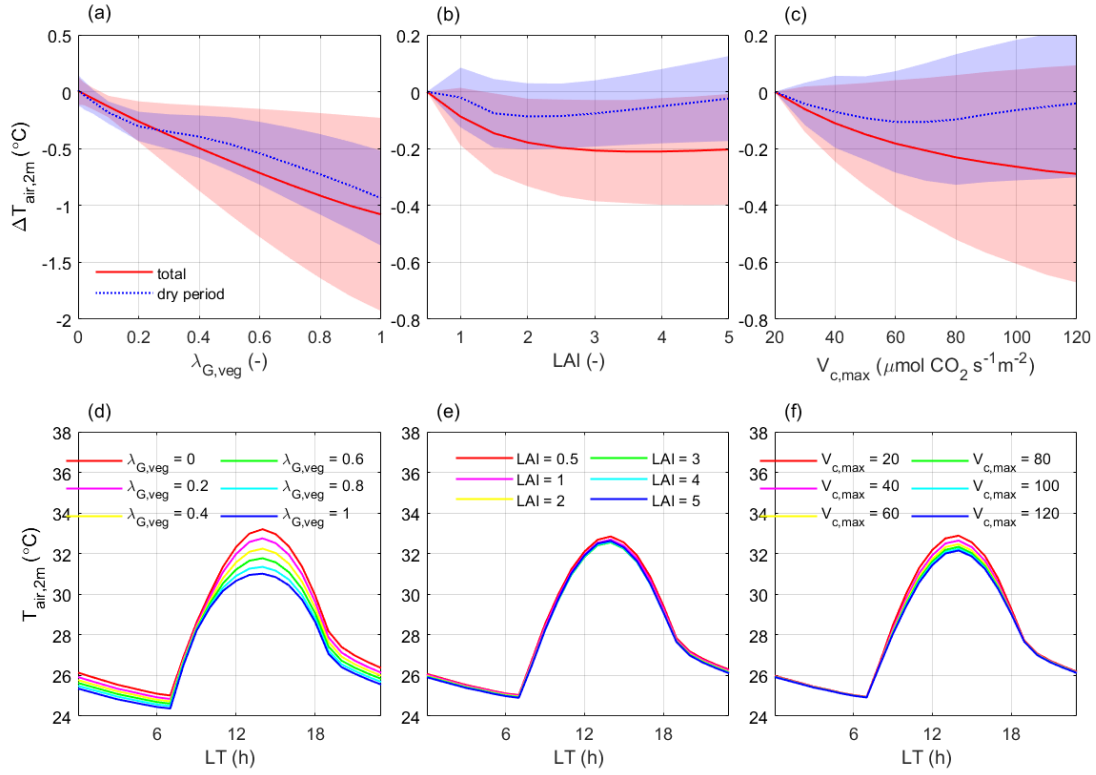 (a)
(b)
(c)
0.5
0
-0.5
-1
-1.5
-2
ΔT_air,2m (°C)
total
dry period
0 0.2 0.4 0.6 0.8 1
λ_G,veg (-)
0.2
0
-0.2
-0.4
-0.6
-0.8
1 2 3 4 5
LAI (-)
0.2
0
-0.2
-0.4
-0.6
-0.8
20 40 60 80 100 120
V_c,max (μmol CO₂ s⁻¹m⁻²)
(d)
(e)
(f)
38
36
34
32
30
28
26
24
T_air,2m (°C)
λ_G,veg = 0
λ_G,veg = 0.2
λ_G,veg = 0.4
λ_G,veg = 0.6
λ_G,veg = 0.8
λ_G,veg = 1
6 12 18
LT (h)
38
36
34
32
30
28
26
24
LAI = 0.5
LAI = 1
LAI = 2
LAI = 3
LAI = 4
LAI = 5
6 12 18
LT (h)
38
36
34
32
30
28
26
24
V_c,max = 20
V_c,max = 40
V_c,max = 60
V_c,max = 80
V_c,max = 100
V_c,max = 120
6 12 18
LT (h)